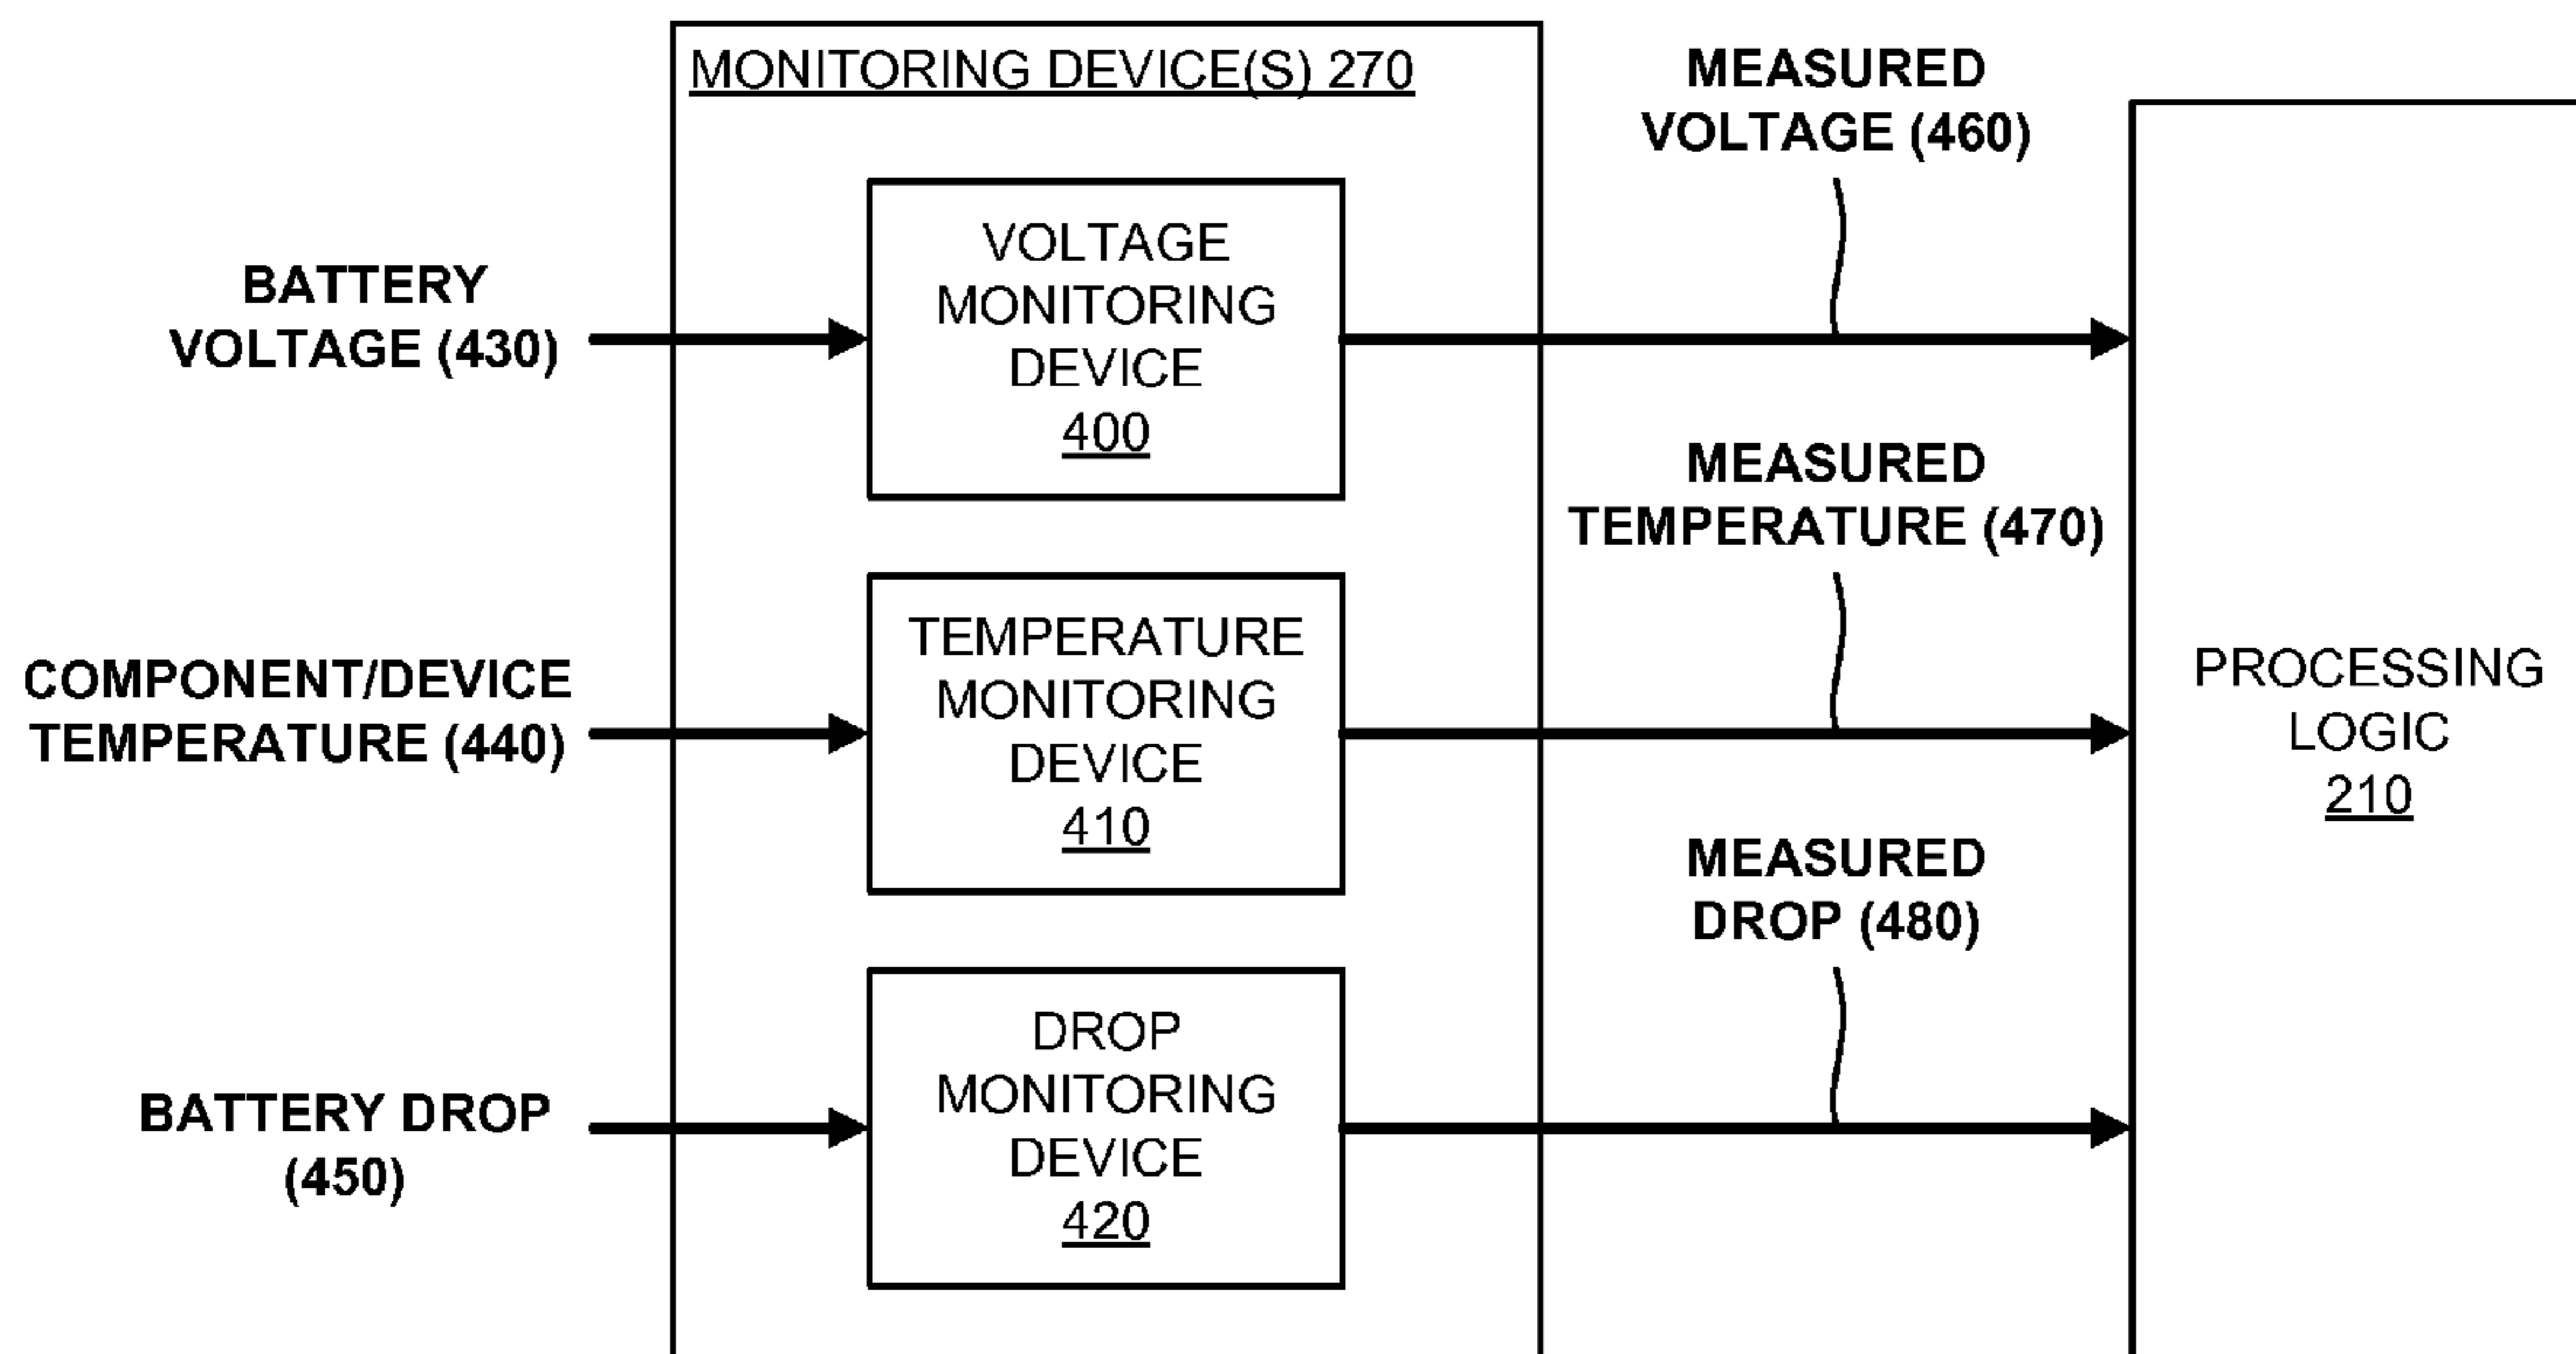 MONITORING DEVICE(S) 270
MEASURED
VOLTAGE (460)
BATTERY
VOLTAGE (430)
VOLTAGE
MONITORING
DEVICE
400
MEASURED
TEMPERATURE (470)
COMPONENT/DEVICE
TEMPERATURE (440)
TEMPERATURE
MONITORING
DEVICE
410
PROCESSING
LOGIC
210
MEASURED
DROP (480)
BATTERY DROP
(450)
DROP
MONITORING
DEVICE
420